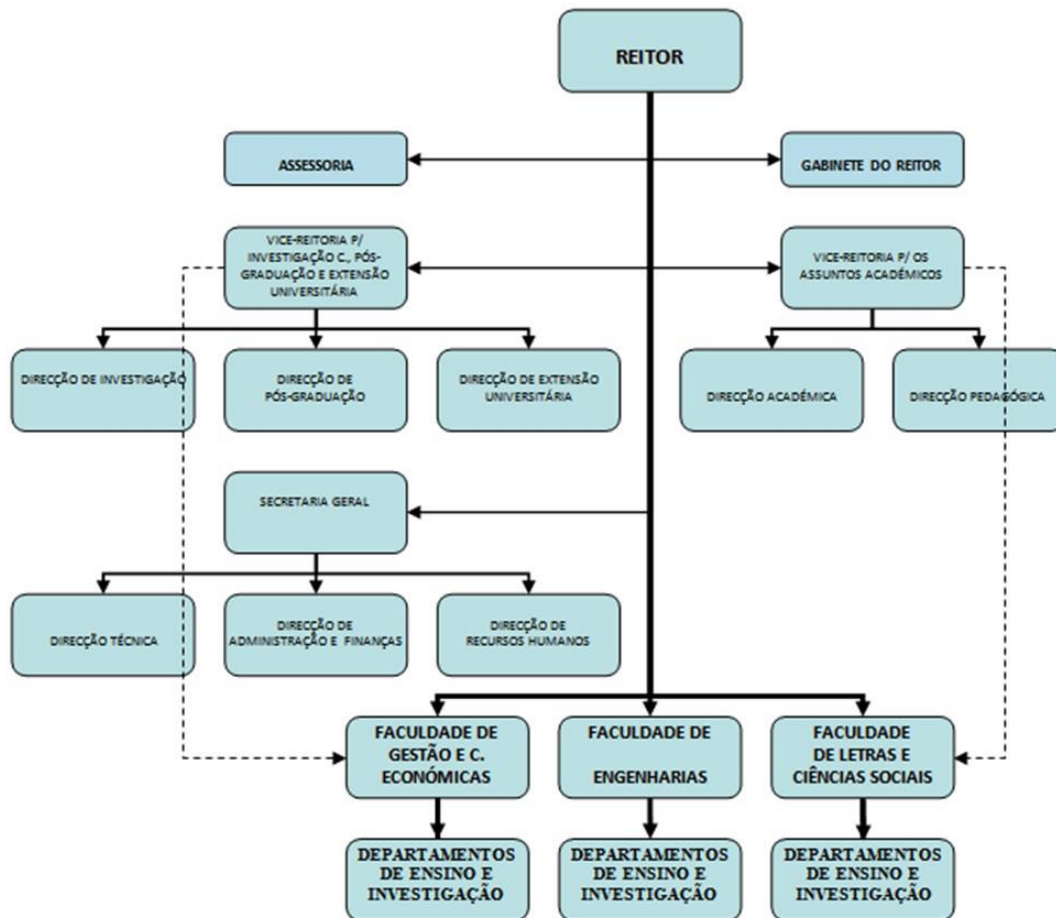 REITOR
ASSESSORIA
GABINETE DO REITOR
VICE-REITORIA P/
INVESTIGAÇÃO C., PÓS-
GRADUAÇÃO E EXTENSÃO
UNIVERSITÁRIA
VICE-REITORIA P/ OS
ASSUNTOS ACADÉMICOS
DIRECÇÃO DE INVESTIGAÇÃO
DIRECÇÃO DE
PÓS-GRADUAÇÃO
DIRECÇÃO DE EXTENSÃO
UNIVERSITÁRIA
DIRECÇÃO ACADÉMICA
DIRECÇÃO PEDAGÓGICA
SECRETARIA GERAL
DIRECÇÃO TÉCNICA
DIRECÇÃO DE
ADMINISTRAÇÃO E FINANÇAS
DIRECÇÃO DE
RECURSOS HUMANOS
FACULDADE DE
GESTÃO E C.
ECONÓMICAS
FACULDADE DE
ENGENHARIAS
FACULDADE
DE LETRAS E
CIÊNCIAS SOCIAIS
DEPARTAMENTOS
DE ENSINO E
INVESTIGAÇÃO
DEPARTAMENTOS
DE ENSINO E
INVESTIGAÇÃO
DEPARTAMENTOS
DE ENSINO E
INVESTIGAÇÃO